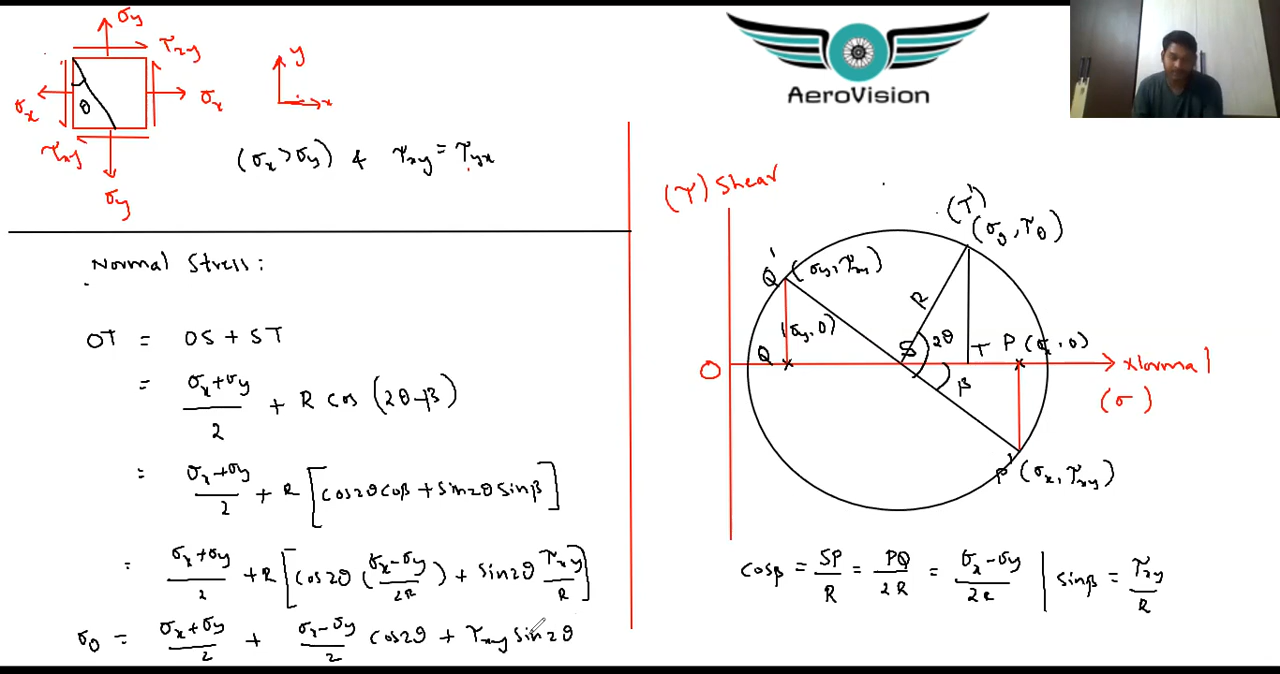 σy
τxy
σx
θ
σx
τxy
σy
y
x
(σx > σy) & τxy = τyx
AeroVision
Normal Stress:
OT = OS + ST
= σx+σy/2 + R cos (2θ-β)
= σx+σy/2 + R [cos2θ cosβ + sin2θ sinβ]
= σx+σy/2 + R [cos2θ (σx-σy/2R) + sin2θ τxy/R]
σθ = σx+σy/2 + σx-σy/2 cos2θ + τxy sin2θ
(τ) Shear
(T')
(σθ, τθ)
Q' (σy, τxy)
R
(σy, 0)
Q
S
2θ
T
P (σx, 0)
O
Normal
(σ)
β
P' (σx, τxy)
cosβ = SP/R = PQ/2R = σx-σy/2R | sinβ = τxy/R